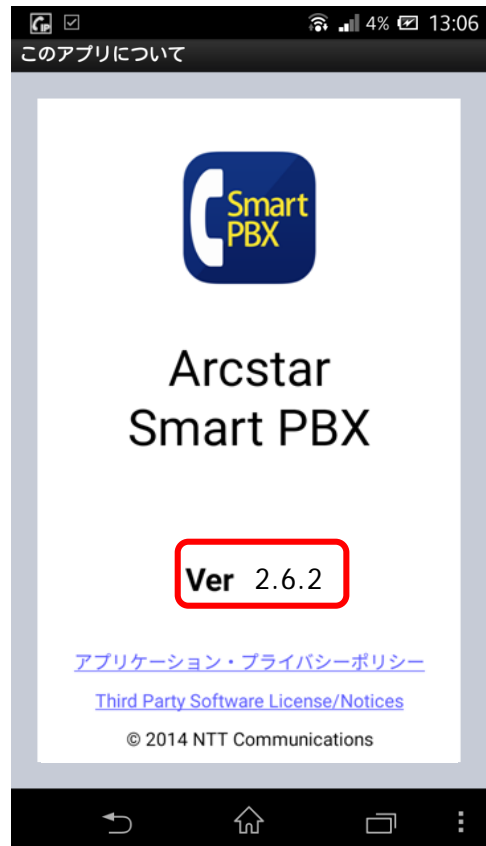 4% 13:06
このアプリについて
Smart
PBX
Arcstar
Smart PBX
Ver 2.6.2
アプリケーション・プライバシーポリシー
Third Party Software License/Notices
© 2014 NTT Communications